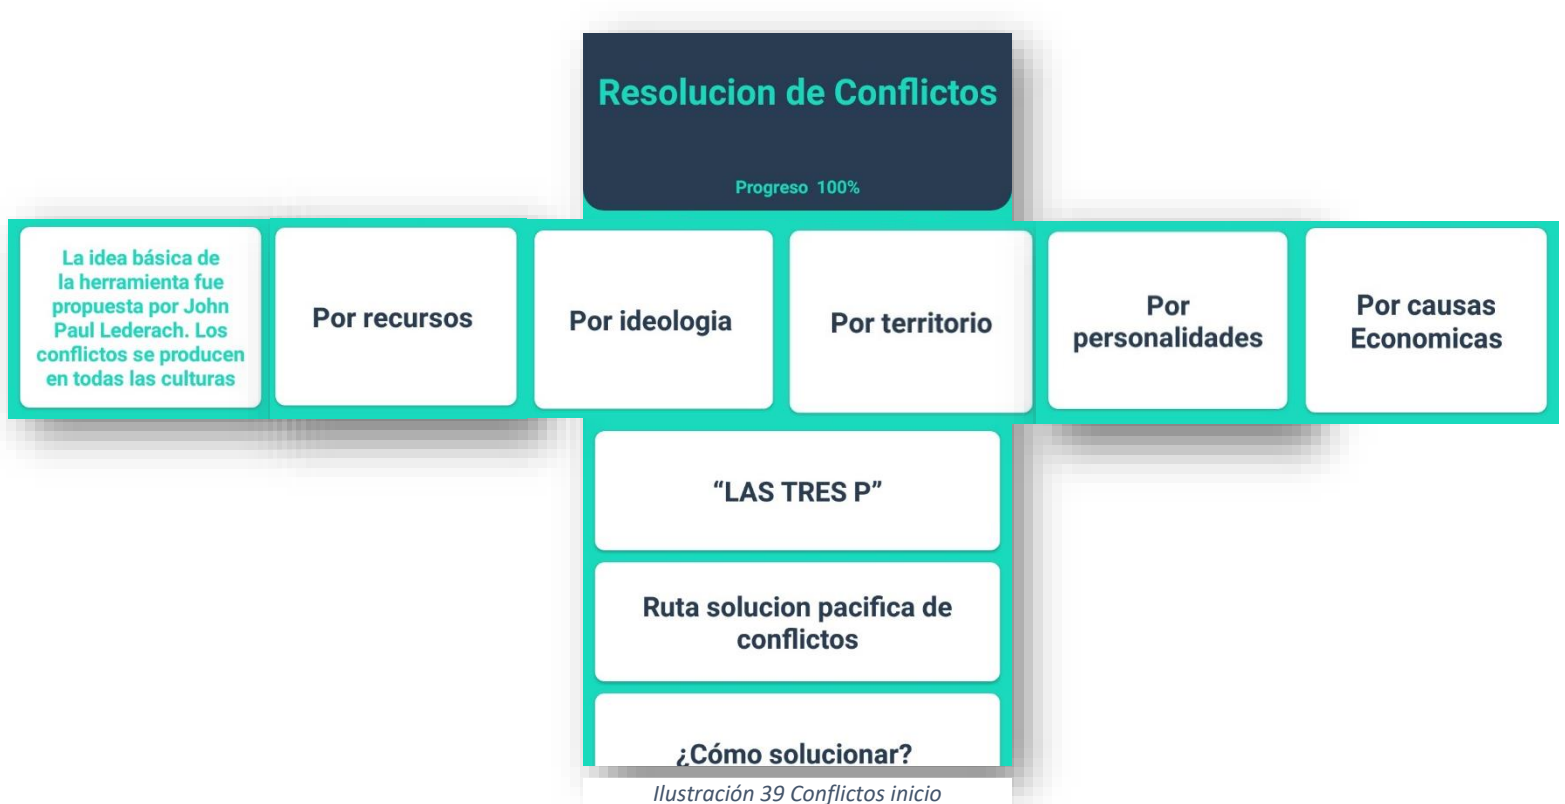 Resolucion de Conflictos
Progreso 100%
La idea básica de
la herramienta fue
propuesta por John
Paul Lederach. Los
conflictos se producen
en todas las culturas
Por recursos
Por ideologia
Por territorio
Por
personalidades
Por causas
Economicas
“LAS TRES P”
Ruta solucion pacifica de
conflictos
¿Cómo solucionar?
Ilustración 39 Conflictos inicio